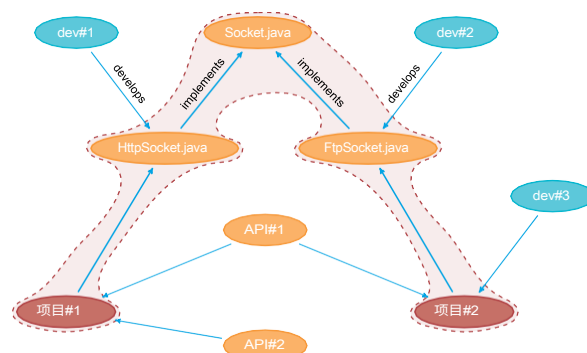 Socket.java
dev#1
dev#2
develops
implements
implements
develops
HttpSocket.java
FtpSocket.java
dev#3
API#1
项目#1
项目#2
API#2